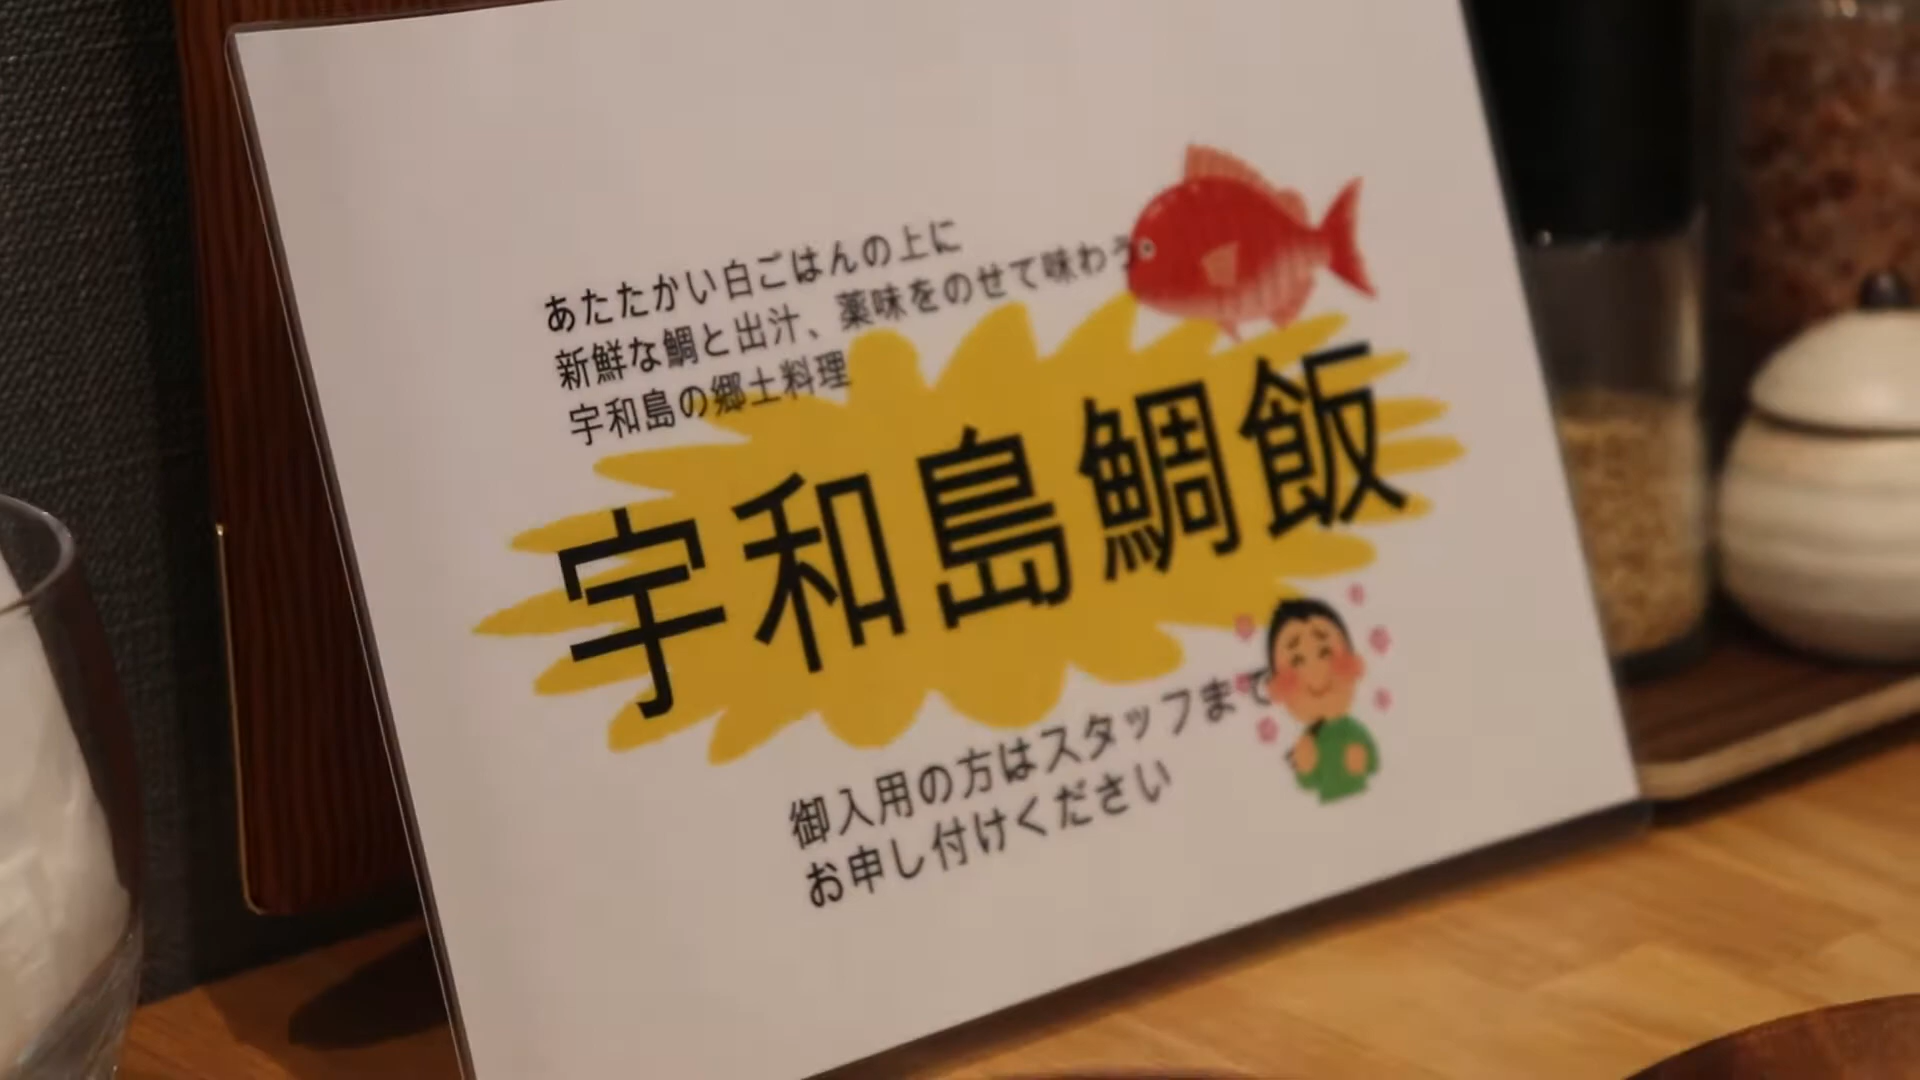 あたたかい白ごはんの上に
新鮮な鯛と出汁、薬味をのせて味わう
宇和島の郷土料理
宇和島鯛飯
御入用の方はスタッフまで
お申し付けください